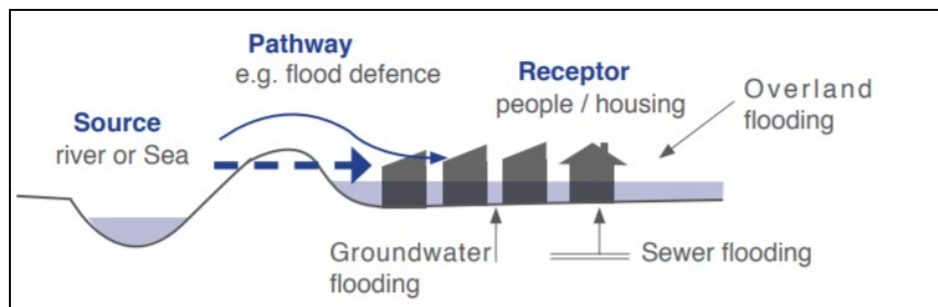 Pathway
e.g. flood defence
Source
river or Sea
Receptor
people / housing
Overland
flooding
Groundwater
flooding
Sewer flooding